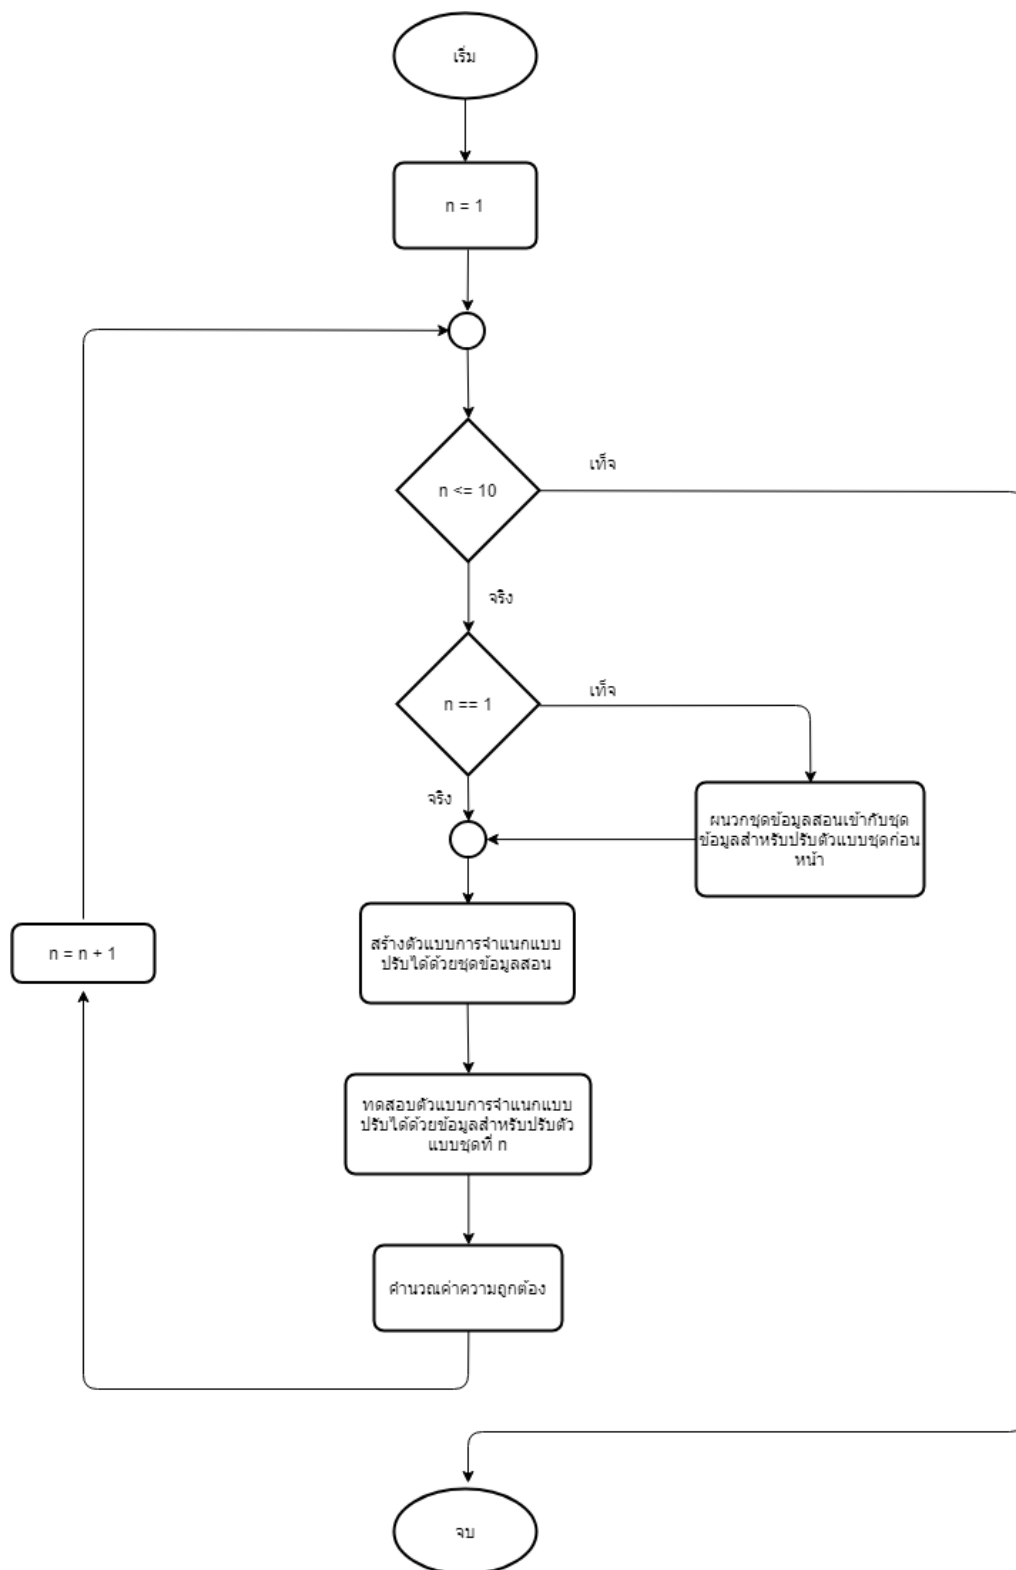 เริ่ม
n = 1
n <= 10
เท็จ
จริง
n == 1
เท็จ
จริง
ผนวกชุดข้อมูลสอนเข้ากับชุด
ข้อมูลสำหรับปรับตัวแบบชุดก่อน
หน้า
สร้างตัวแบบการจำแนกแบบ
ปรับได้ด้วยชุดข้อมูลสอน
n = n + 1
ทดสอบตัวแบบการจำแนกแบบ
ปรับได้ด้วยข้อมูลสำหรับปรับตัว
แบบชุดที่ n
คำนวณค่าความถูกต้อง
จบ